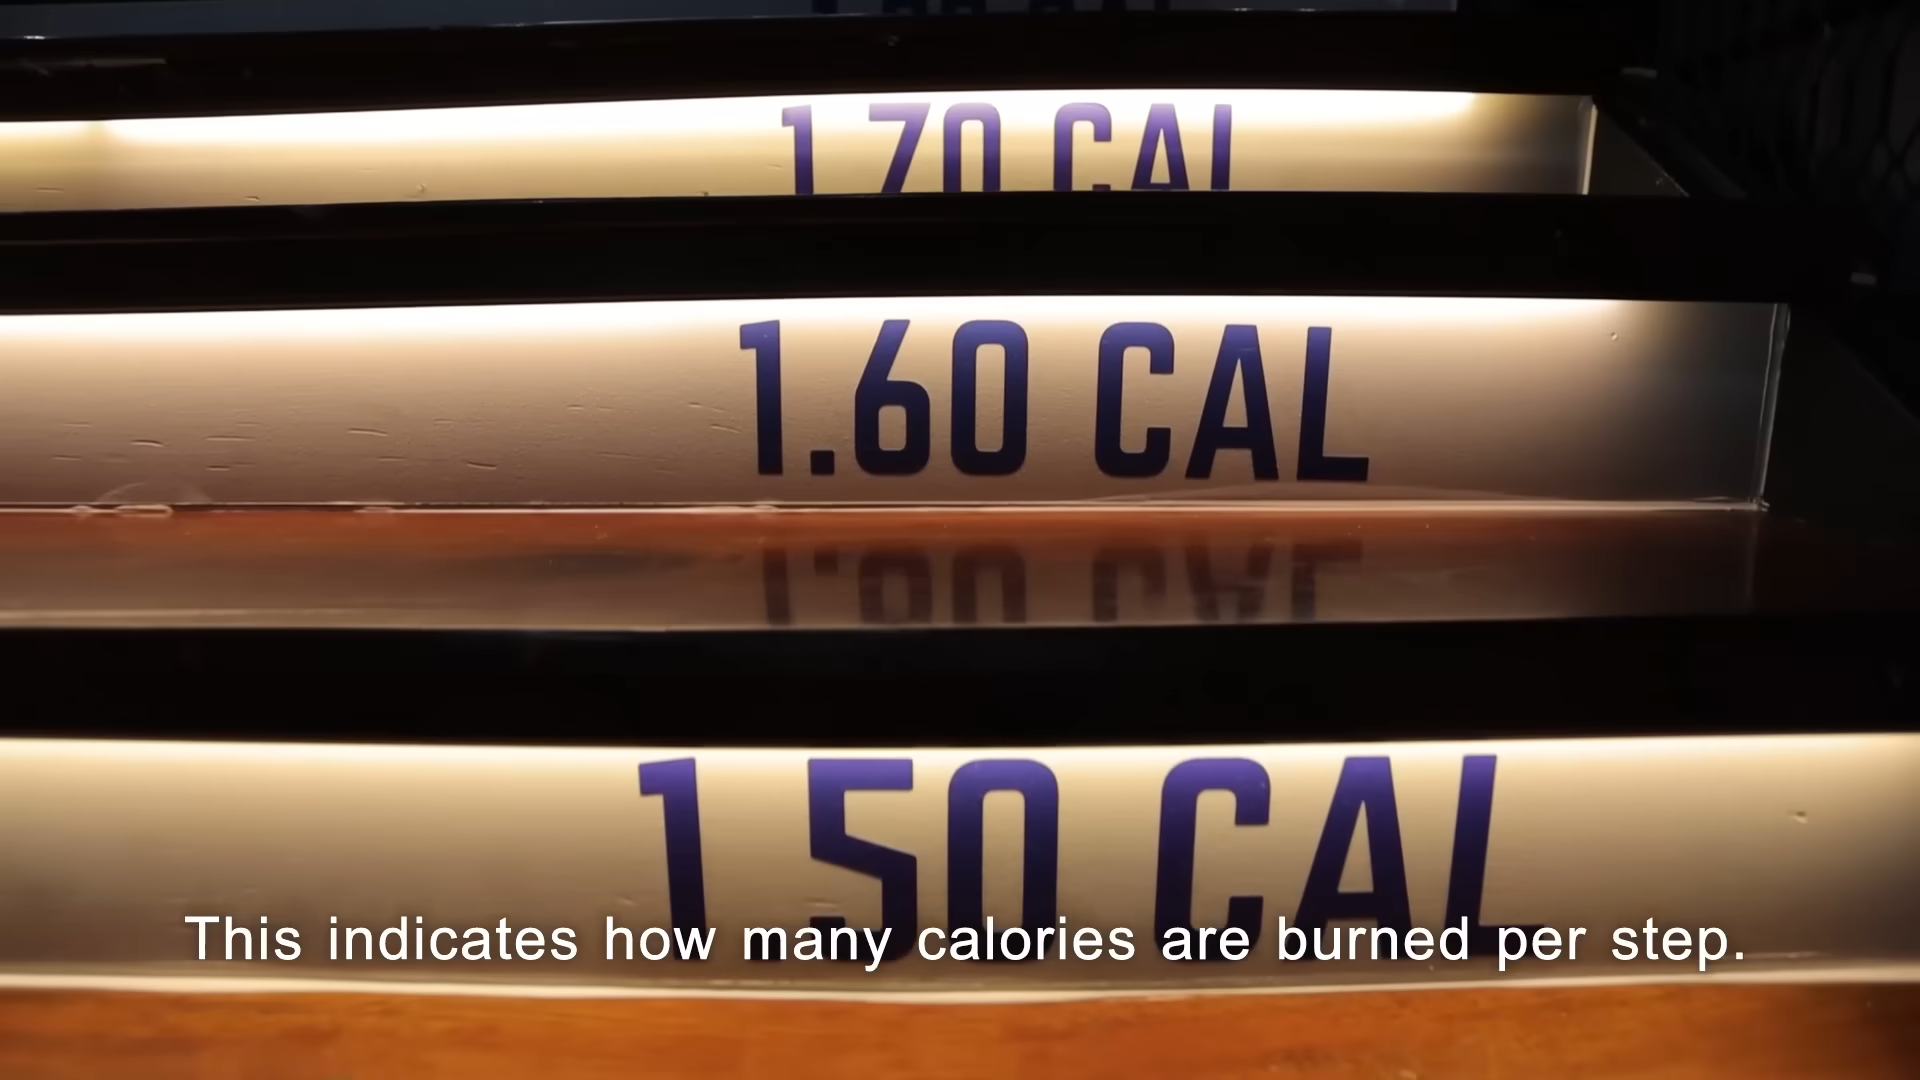 1.70 CAL
1.60 CAL
1.50 CAL
This indicates how many calories are burned per step.